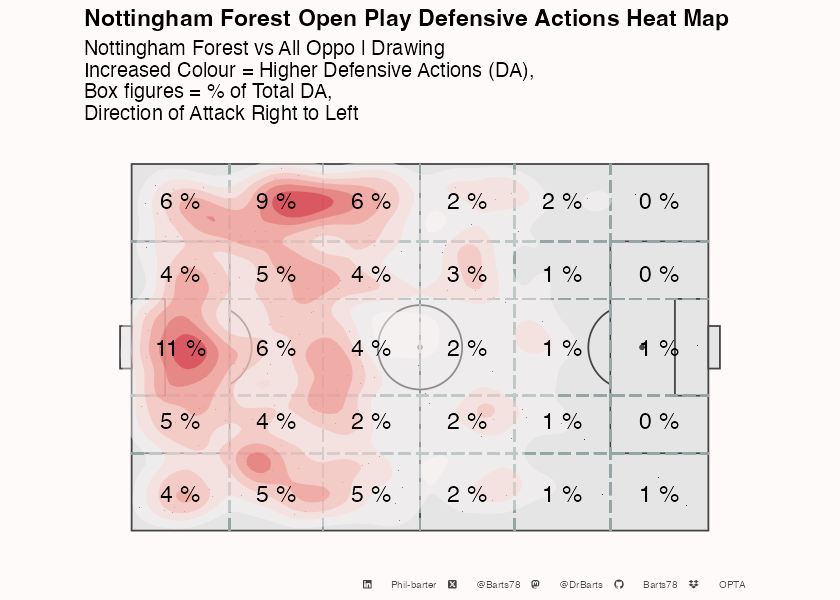 Nottingham Forest Open Play Defensive Actions Heat Map
Nottingham Forest vs All Oppo | Drawing
Increased Colour = Higher Defensive Actions (DA),
Box figures = % of Total DA,
Direction of Attack Right to Left
6 % 9 % 6 % 2 % 2 % 0 %
4 % 5 % 4 % 3 % 1 % 0 %
11 % 6 % 4 % 2 % 1 % 1 %
5 % 4 % 2 % 2 % 1 % 0 %
4 % 5 % 5 % 2 % 1 % 1 %
Phil-barter @Barts78 @DrBarts Barts78 OPTA